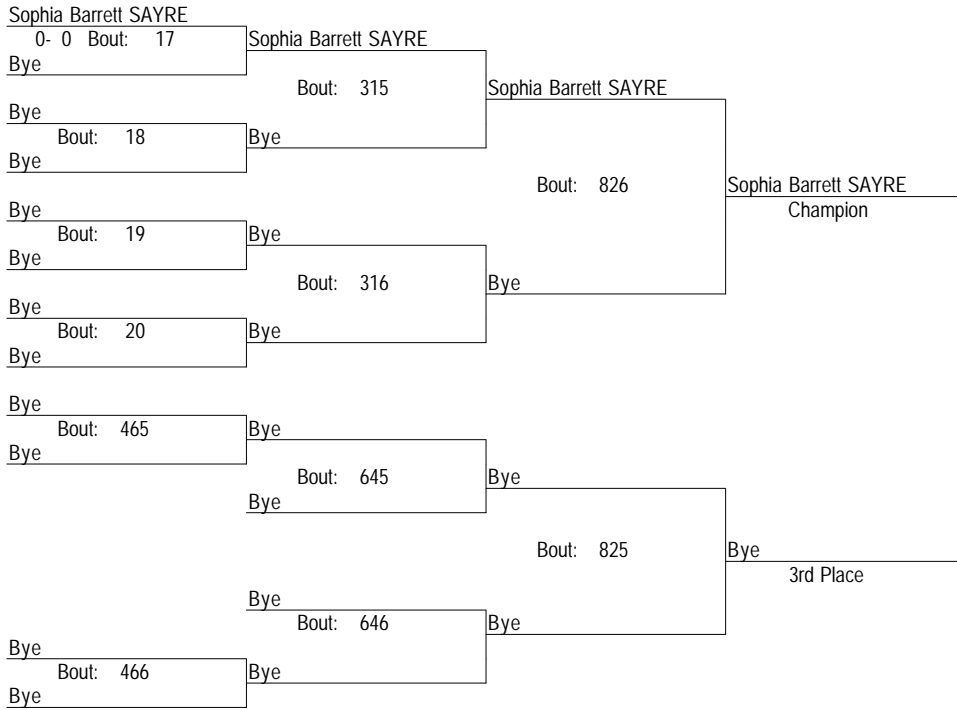 Sophia Barrett SAYRE
0- 0 Bout: 17
Sophia Barrett SAYRE
Bye
Bout: 315
Sophia Barrett SAYRE
Bye
Bout: 18
Bye
Bye
Bout: 826
Sophia Barrett SAYRE
Champion
Bye
Bout: 19
Bye
Bye
Bout: 316
Bye
Bye
Bout: 20
Bye
Bye
Bye
Bout: 465
Bye
Bye
Bout: 645
Bye
Bye
Bout: 825
Bye
3rd Place
Bye
Bout: 646
Bye
Bye
Bout: 466
Bye
Bye